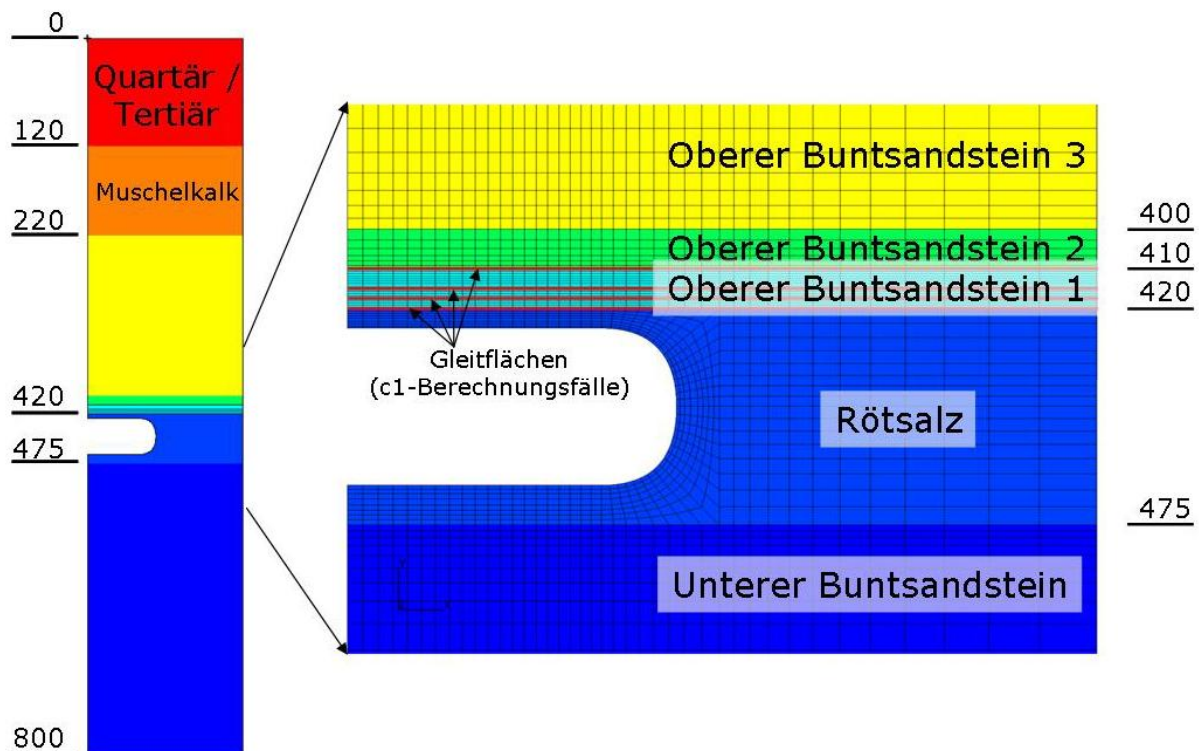 0
Quartär /
Tertiär
120
Muschelkalk
220
420
475
800
Oberer Buntsandstein 3
400
Oberer Buntsandstein 2
410
Oberer Buntsandstein 1
420
Gleitflächen
(c1-Berechnungsfälle)
Rötsalz
475
Unterer Buntsandstein